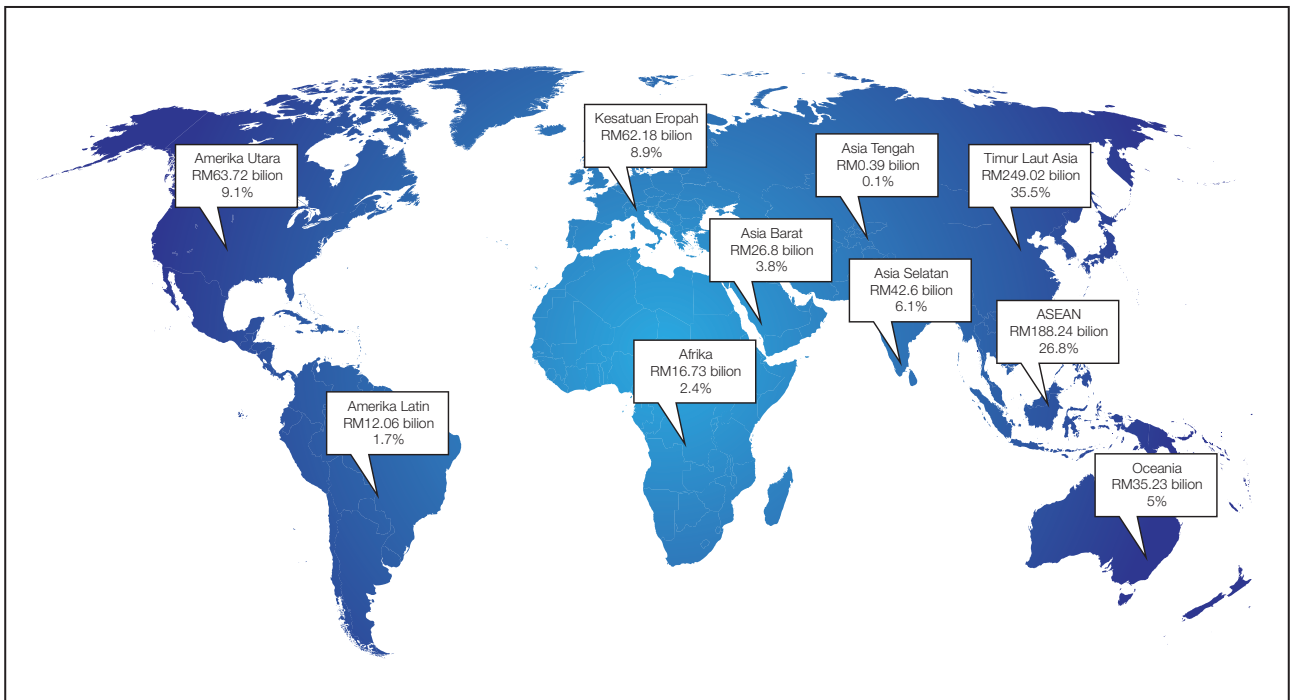 Kesatuan Eropah
RM62.18 bilion
8.9%
Amerika Utara
RM63.72 bilion
9.1%
Asia Tengah
RM0.39 bilion
0.1%
Timur Laut Asia
RM249.02 bilion
35.5%
Asia Barat
RM26.8 bilion
3.8%
Asia Selatan
RM42.6 bilion
6.1%
ASEAN
RM188.24 bilion
26.8%
Afrika
RM16.73 bilion
2.4%
Amerika Latin
RM12.06 bilion
1.7%
Oceania
RM35.23 bilion
5%